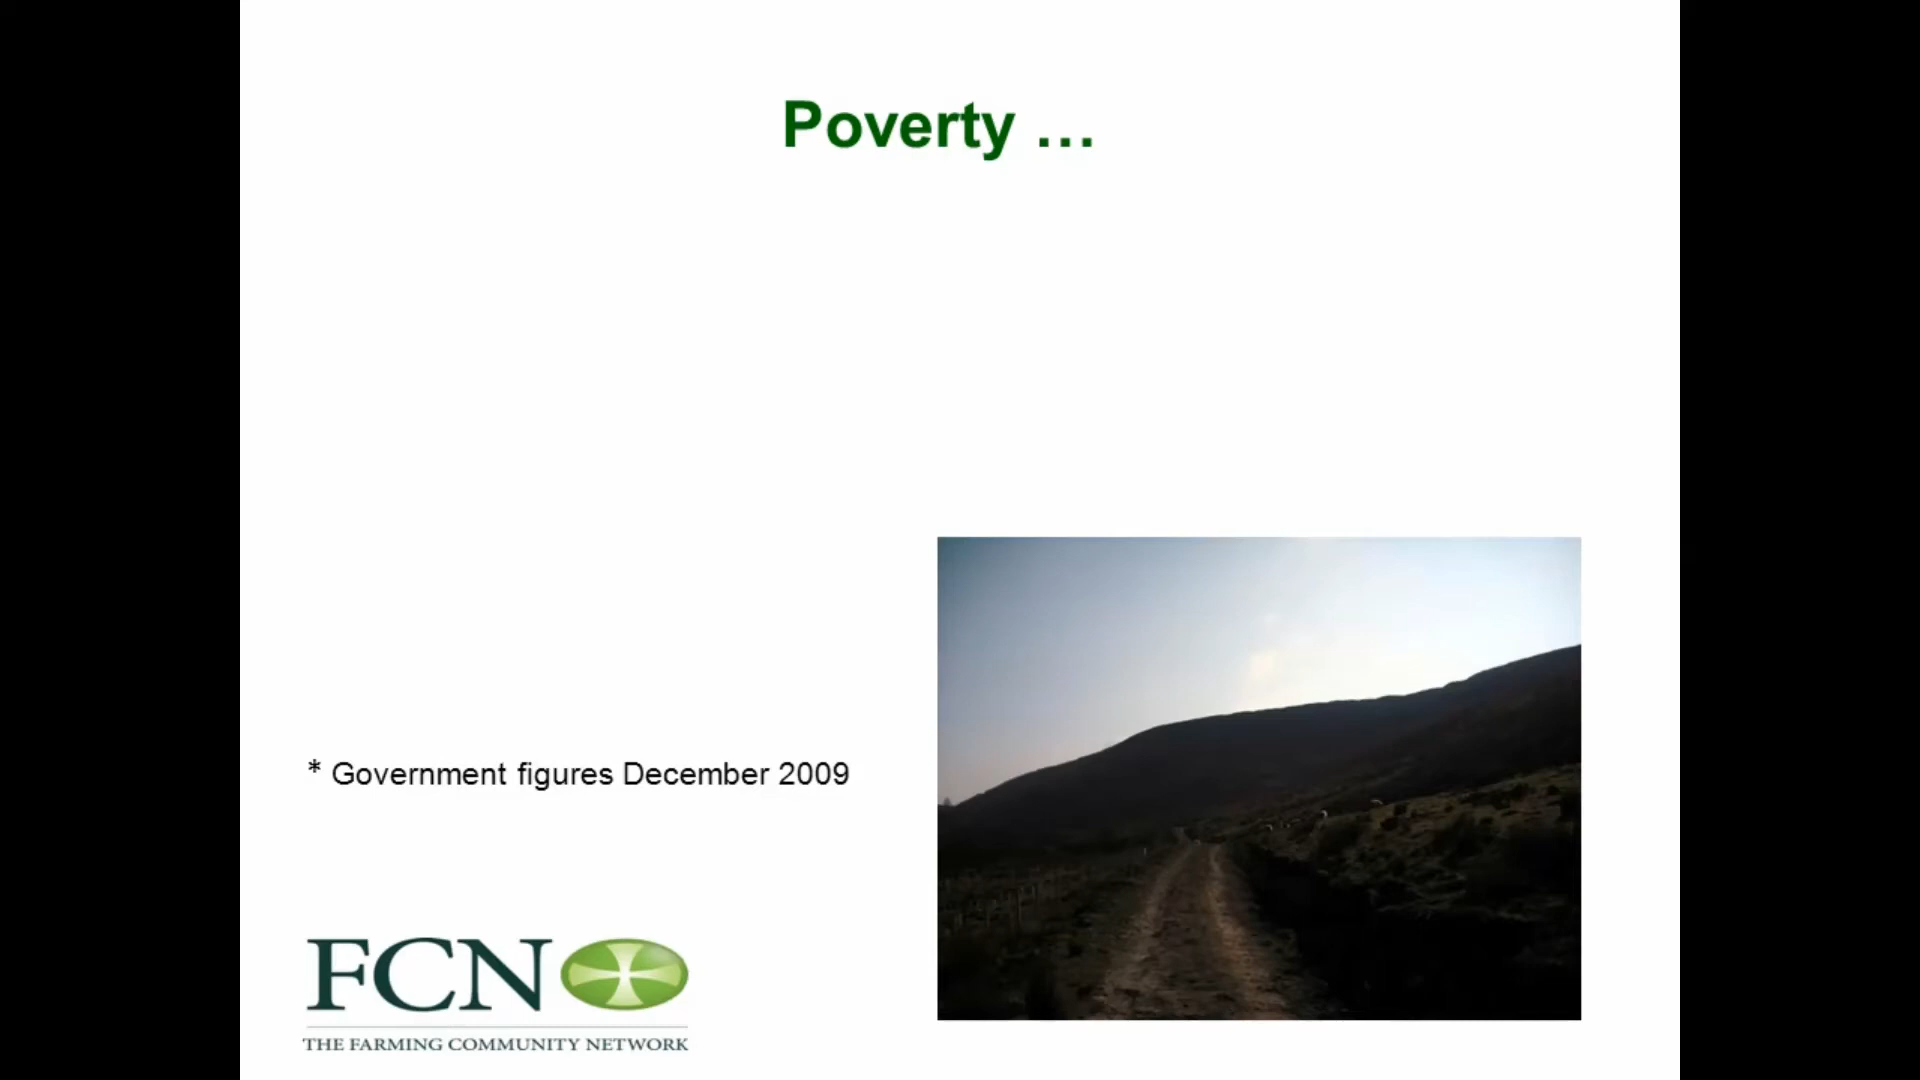 Poverty …
* Government figures December 2009
FCN
THE FARMING COMMUNITY NETWORK